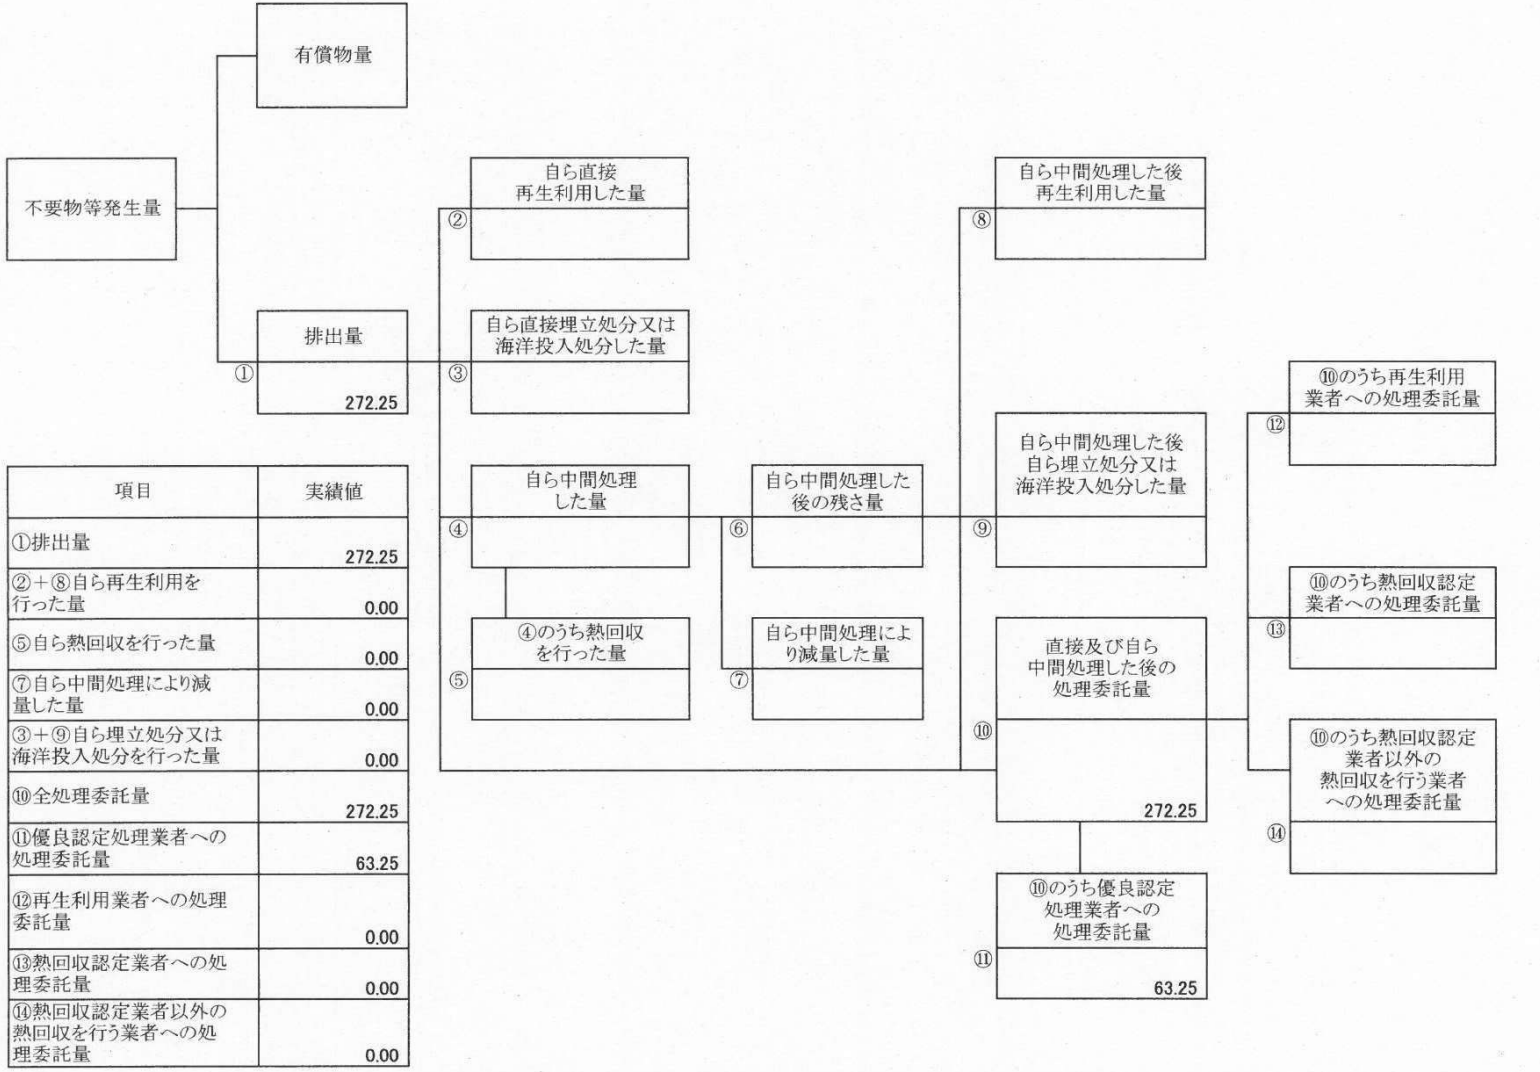 有償物量
不要物等発生量
自ら直接
再生利用した量
②
自ら中間処理した後
再生利用した量
⑧
排出量
①
272.25
自ら直接埋立処分又は
海洋投入処分した量
③
⑩のうち再生利用
業者への処理委託量
⑫
自ら中間処理
した量
④
自ら中間処理した
後の残さ量
⑥
自ら中間処理した後
自ら埋立処分又は
海洋投入処分した量
⑨
⑩のうち熱回収認定
業者への処理委託量
⑬
④のうち熱回収
を行った量
⑤
自ら中間処理によ
り減量した量
⑦
直接及び自ら
中間処理した後の
処理委託量
⑩
272.25
⑩のうち熱回収認定
業者以外の
熱回収を行う業者
への処理委託量
⑭
⑩のうち優良認定
処理業者への
処理委託量
⑪
63.25
項目
実績値
①排出量
272.25
②＋⑧自ら再生利用を
行った量
0.00
⑤自ら熱回収を行った量
0.00
⑦自ら中間処理により減
量した量
0.00
③＋⑨自ら埋立処分又は
海洋投入処分を行った量
0.00
⑩全処理委託量
272.25
⑪優良認定処理業者への
処理委託量
63.25
⑫再生利用業者への処理
委託量
0.00
⑬熱回収認定業者への処
理委託量
0.00
⑭熱回収認定業者以外の
熱回収を行う業者への処
理委託量
0.00